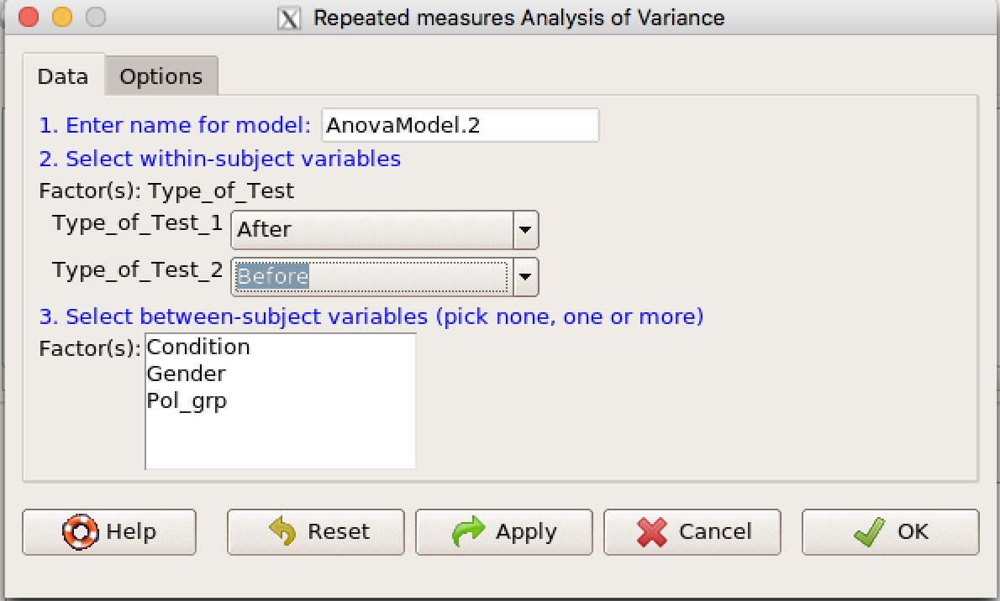 Repeated measures Analysis of Variance
Data Options
1. Enter name for model: AnovaModel.2
2. Select within-subject variables
Factor(s): Type_of_Test
Type_of_Test_1 After
Type_of_Test_2 Before
3. Select between-subject variables (pick none, one or more)
Factor(s): Condition
Gender
Pol_grp
Help Reset Apply Cancel OK